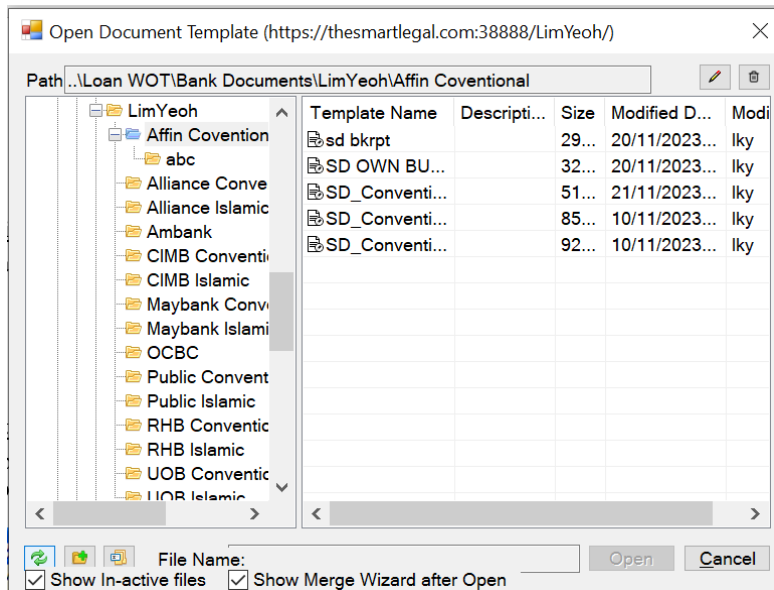 Open Document Template (https://thesmartlegal.com:38888/LimYeoh/)
Path ..\Loan WOT\Bank Documents\LimYeoh\Affin Coventional
LimYeoh
Affin Covention
abc
Alliance Conve
Alliance Islamic
Ambank
CIMB Conventi
CIMB Islamic
Maybank Conv
Maybank Islami
OCBC
Public Convent
Public Islamic
RHB Conventic
RHB Islamic
UOB Conventic
UOB Islamic
Template Name Descripti... Size Modified D... Modi
sd bkrpt 29... 20/11/2023... lky
SD OWN BU... 32... 20/11/2023... lky
SD_Conventi... 51... 21/11/2023... lky
SD_Conventi... 85... 10/11/2023... lky
SD_Conventi... 92... 10/11/2023... lky
File Name: Open Cancel
Show In-active files Show Merge Wizard after Open